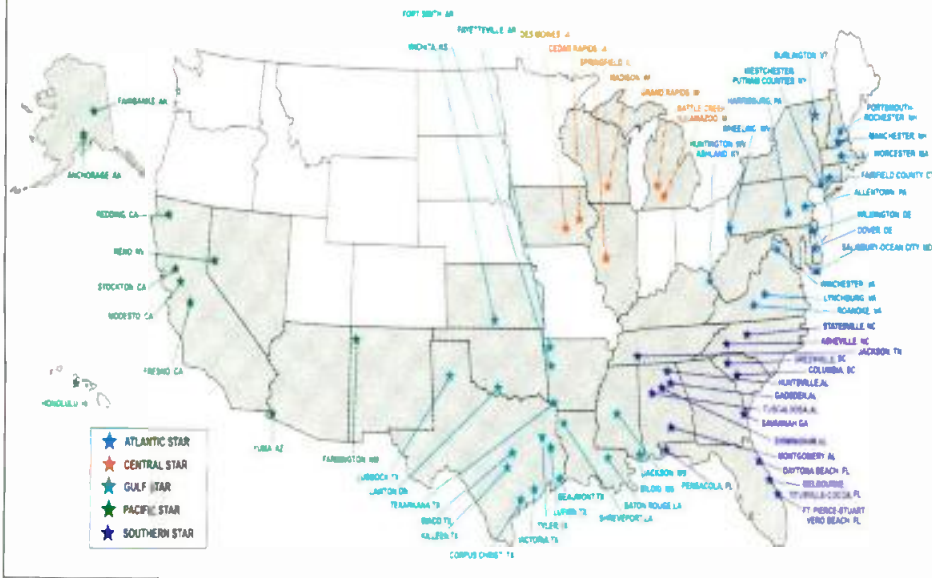 FORT SMITH AR
FAYETTEVILLE AR
DES MOINES IA
WICHITA, KS
CEDAR RAPIDS IA
SPRINGFIELD IL
MADISON WI
GRAND RAPIDS MI
BATTLE CREEK
KALAMAZOO MI
BURLINGTON VT
WESTCHESTER
PUTNAM COUNTIES NY
HARRISBURG, PA
WHEELING WV
HUNTINGTON WV
ASHLAND KY
PORTSMOUTH
ROCHESTER NH
MANCHESTER NH
WORCESTER MA
FAIRFIELD COUNTY CT
ALLENTOWN PA
WILMINGTON DE
DOVER DE
SALISBURY-OCEAN CITY MD
WINCHESTER VA
LYNCHBURG VA
ROANOKE VA
STATESVILLE NC
ASHEVILLE NC
JACKSON TN
GREENVILLE SC
COLUMBIA, SC
HUNTSVILLE, AL
GADSDEN, AL
TUSCALOOSA, AL
SAVANNAH GA
BIRMINGHAM AL
MONTGOMERY AL
DAYTONA BEACH FL
MELBOURNE
TITUSVILLE-COCOA, FL
FT PIERCE-STUART
VERO BEACH FL
FAIRBANKS AK
ANCHORAGE AK
REDDING, CA
RENO NV
STOCKTON CA
MODESTO CA
FRESNO CA
HONOLULU HI
YUMA AZ
FARMINGTON NM
LUBBOCK TX
LAWTON OK
TEXARKANA TX
WACO TX
KILLEEN TX
CORPUS CHRISTI TX
VICTORIA TX
TYLER TX
LUFKIN TX
BEAUMONT TX
SHREVEPORT LA
BATON ROUGE LA
BILOXI MS
JACKSON MS
PENSACOLA, FL
ATLANTIC STAR
CENTRAL STAR
GULF STAR
PACIFIC STAR
SOUTHERN STAR